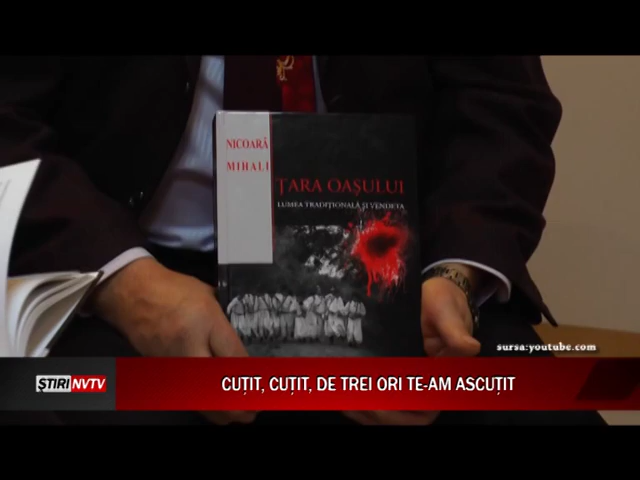 NICOARĂ
MIHALI
ȚARA OAȘULUI
LUMEA TRADIȚIONALĂ ȘI VENDETA
sursa:youtube.com
ȘTIRI NVTV
CUȚIT, CUȚIT, DE TREI ORI TE-AM ASCUȚIT